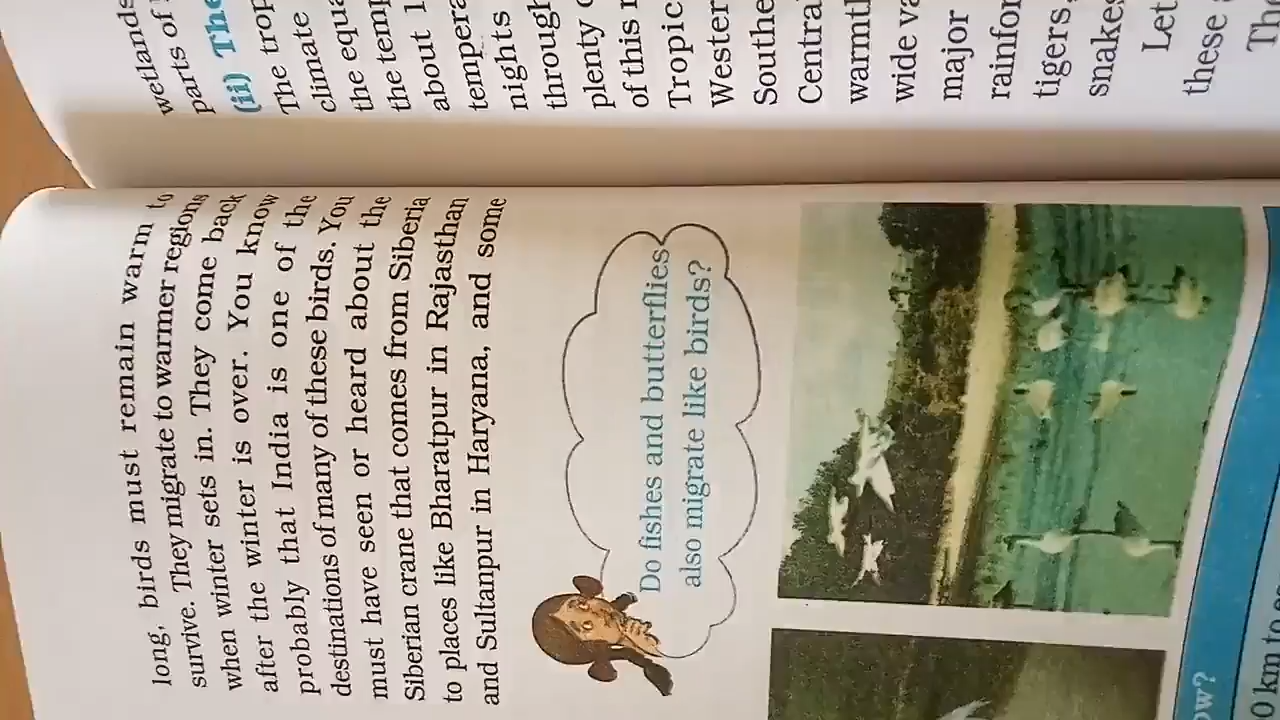 long, birds must remain warm to
survive. They migrate to warmer regions
when winter sets in. They come back
after the winter is over. You know
probably that India is one of the
destinations of many of these birds. You
must have seen or heard about the
Siberian crane that comes from Siberia
to places like Bharatpur in Rajasthan
and Sultanpur in Haryana, and some
Do fishes and butterflies
also migrate like birds?
ow?
0 km to
wetlands
parts of
(ii) The
The trop
climate
the equa
the temp
about 1
tempera
nights
through
plenty
of this
Tropic
Wester
Southe
Centra
warmt
wide va
major
rainfor
tigers,
snakes
Let
these
The